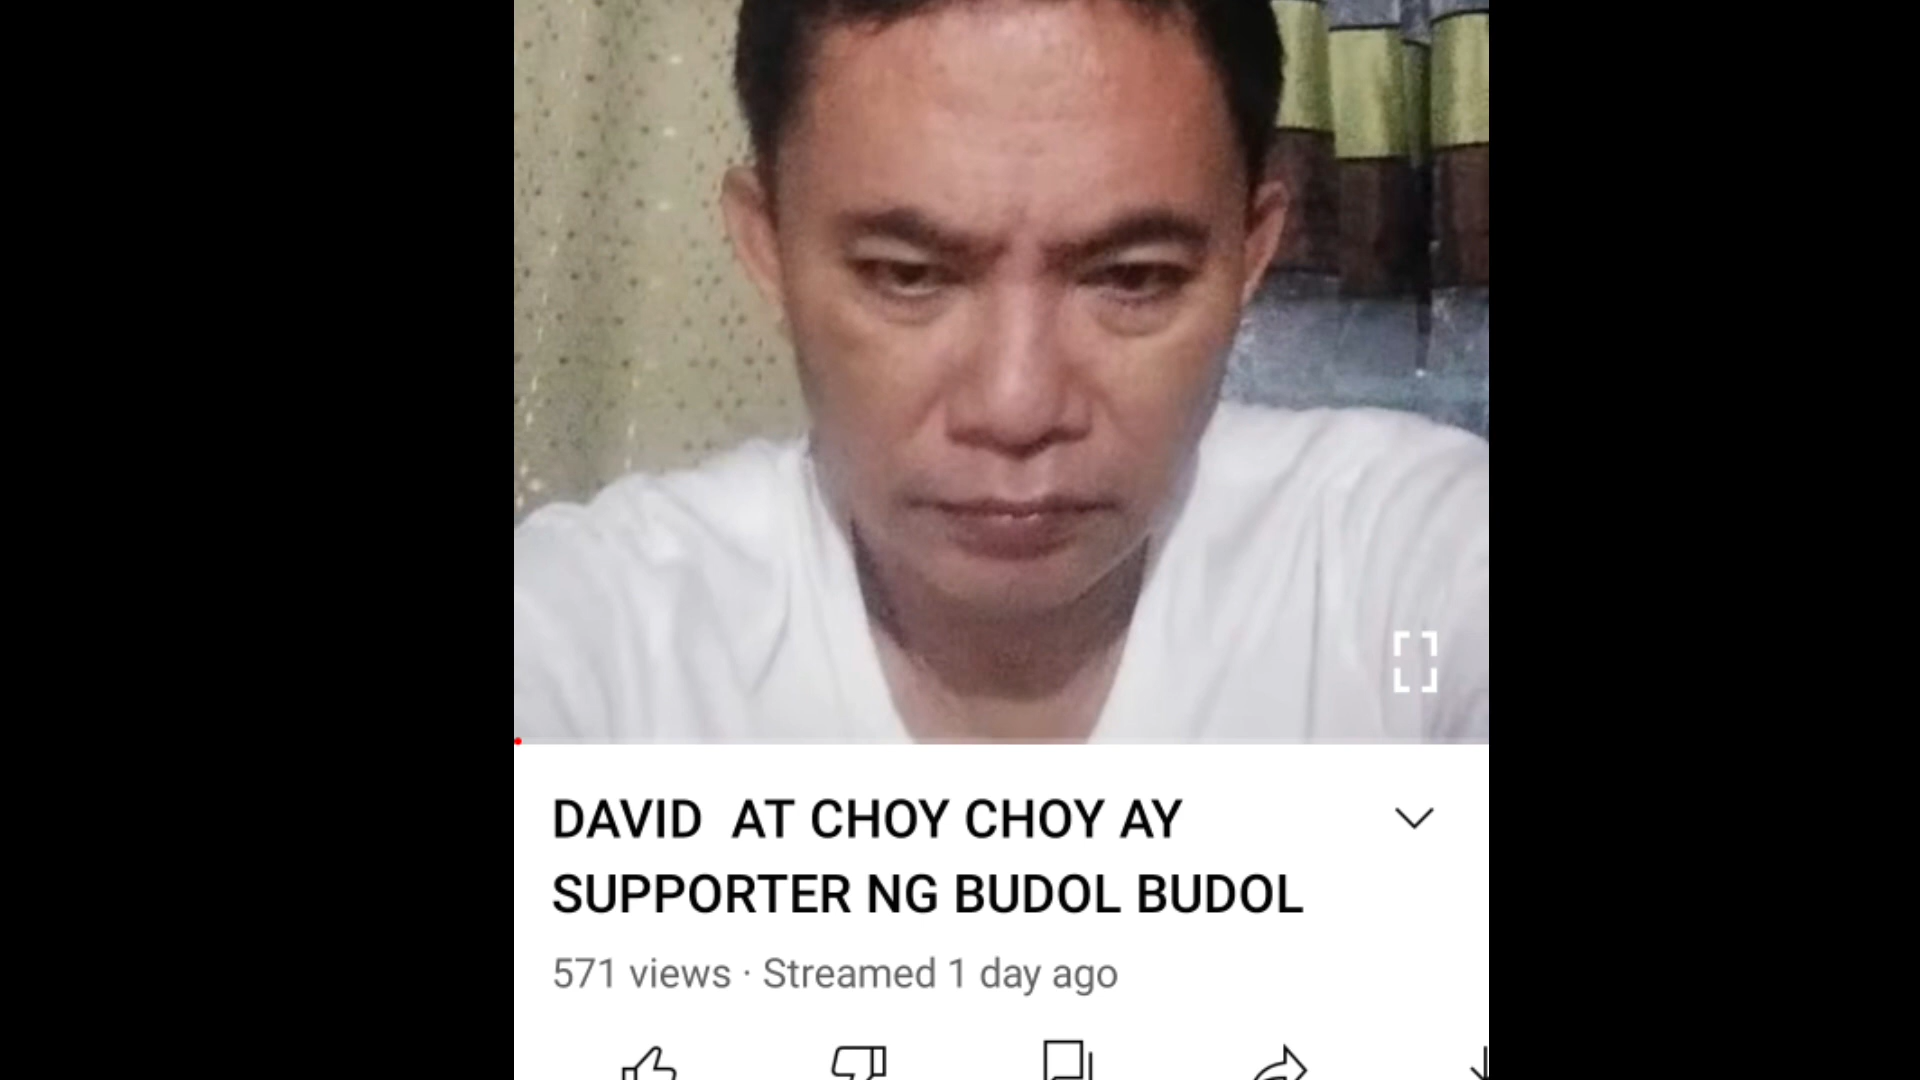 DAVID  AT CHOY CHOY AY
SUPPORTER NG BUDOL BUDOL
571 views · Streamed 1 day ago